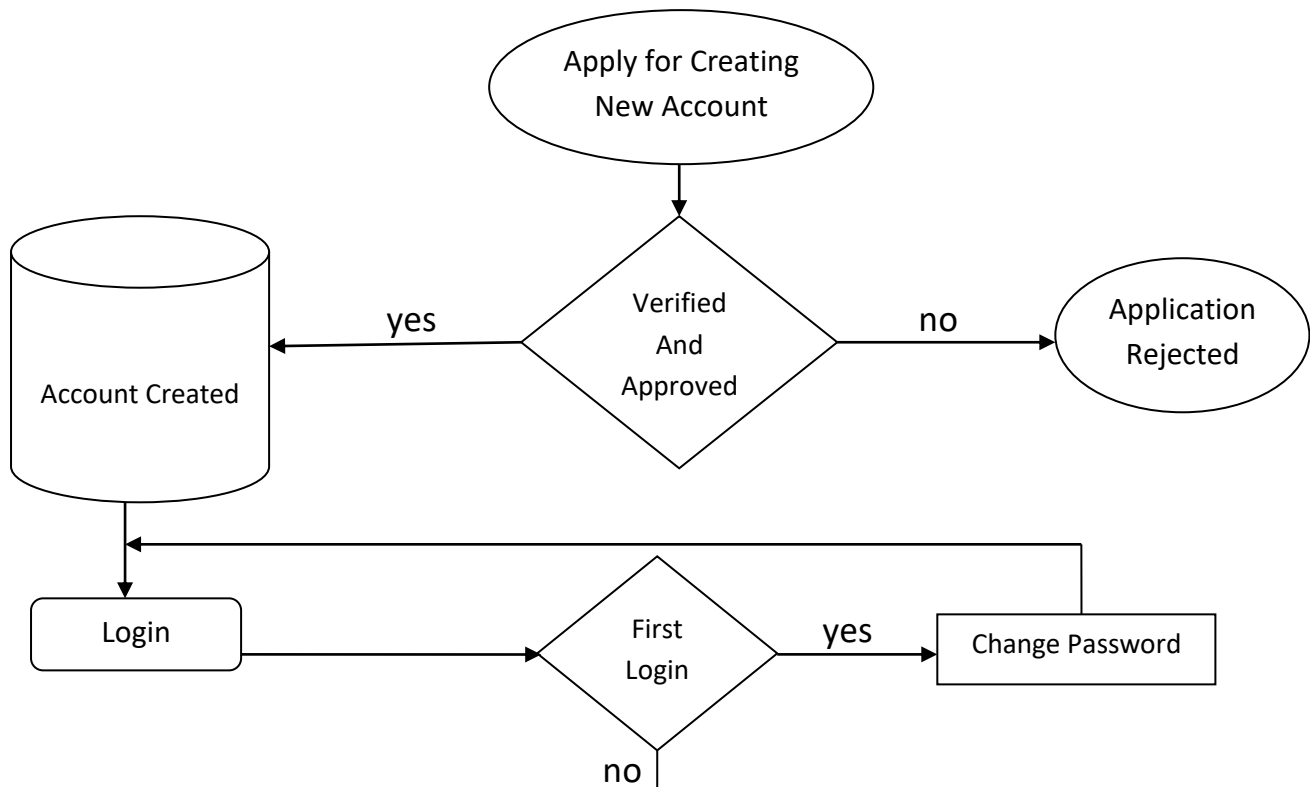 Apply for Creating
New Account
Verified
And
Approved
yes
no
Application
Rejected
Account Created
Login
First
Login
yes
Change Password
no